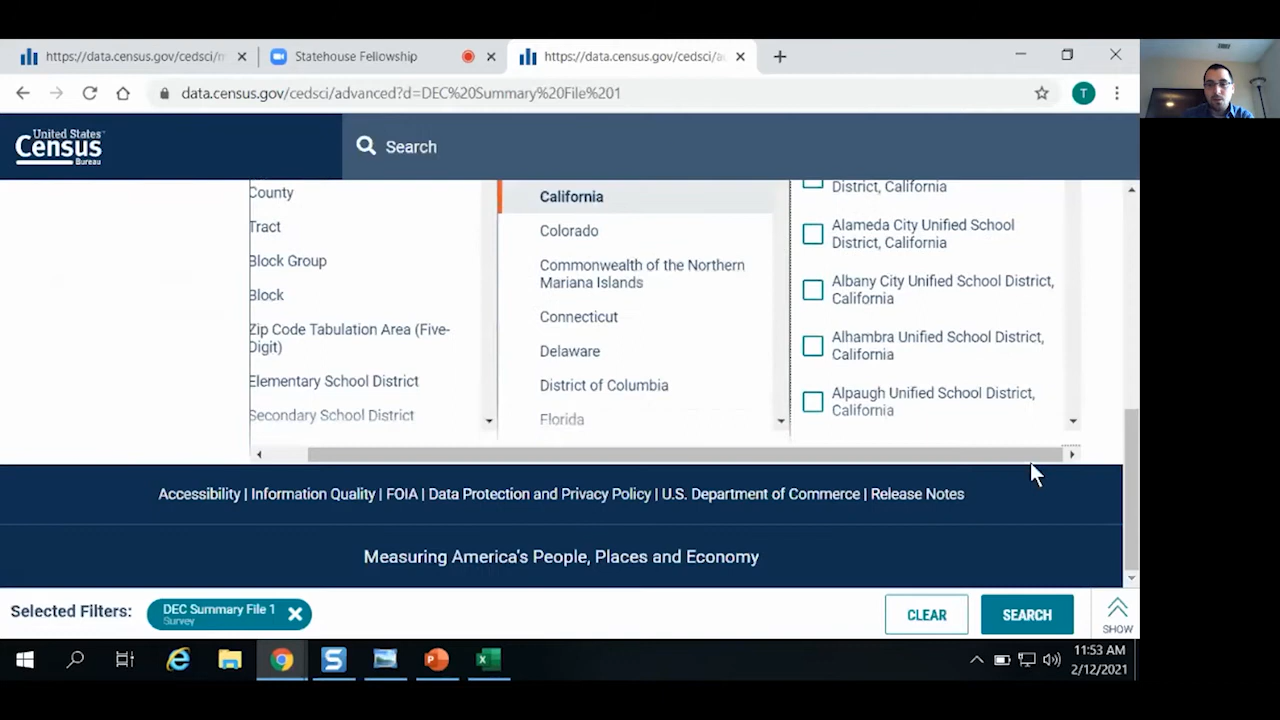 https://data.census.gov/cedsci/m
Statehouse Fellowship
https://data.census.gov/cedsci/a
data.census.gov/cedsci/advanced?d=DEC%20Summary%20File%201
T
United States
Census
Bureau
Search
County
Tract
Block Group
Block
Zip Code Tabulation Area (Five-
Digit)
Elementary School District
Secondary School District
California
Colorado
Commonwealth of the Northern
Mariana Islands
Connecticut
Delaware
District of Columbia
Florida
District, California
Alameda City Unified School
District, California
Albany City Unified School District,
California
Alhambra Unified School District,
California
Alpaugh Unified School District,
California
Accessibility | Information Quality | FOIA | Data Protection and Privacy Policy | U.S. Department of Commerce | Release Notes
Measuring America's People, Places and Economy
Selected Filters:
DEC Summary File 1
Survey
CLEAR
SEARCH
SHOW
11:53 AM
2/12/2021